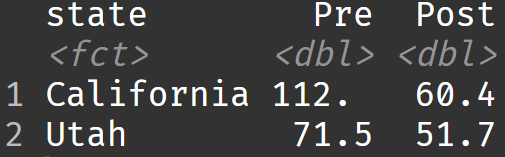 state Pre Post
<fct> <dbl> <dbl>
1 California 112. 60.4
2 Utah 71.5 51.7